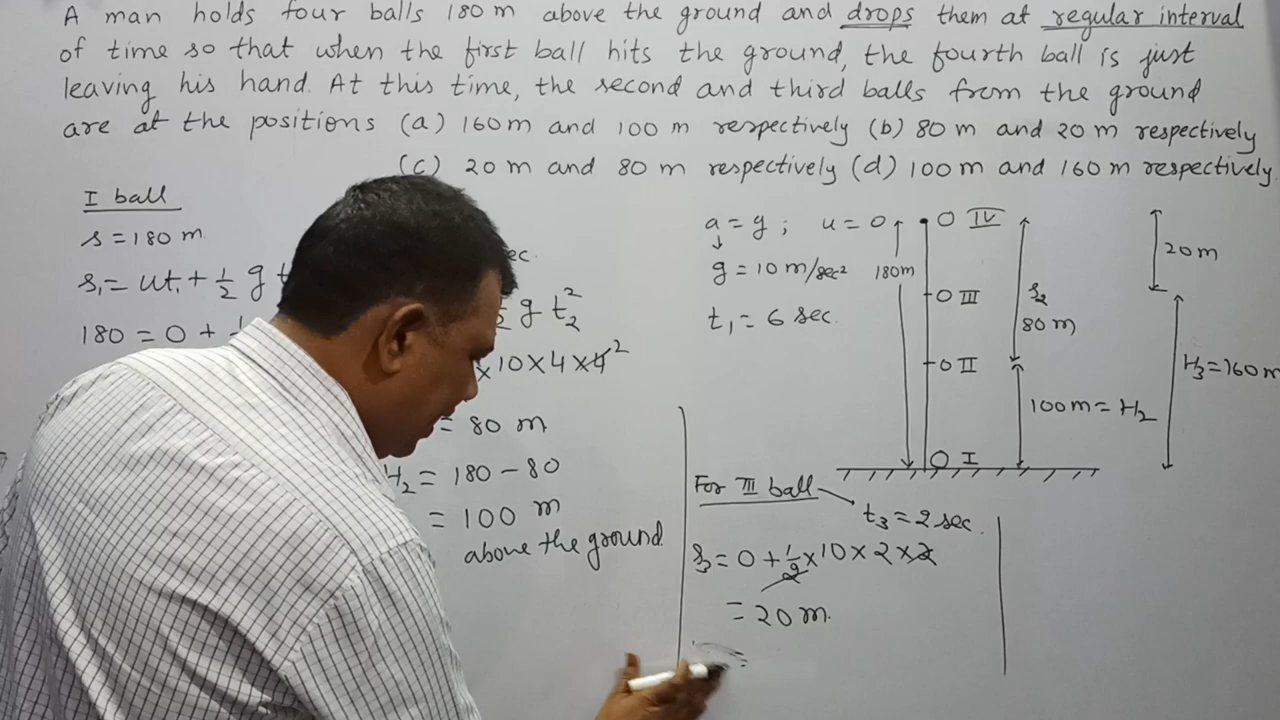 A man holds four balls 180 m above the ground and drops them at regular interval
of time so that when the first ball hits the ground, the fourth ball is just
leaving his hand. At this time, the second and third balls from the ground
are at the positions (a) 160m and 100 m respectively (b) 80 m and 20 m respectively
(c) 20 m and 80 m respectively (d) 100 m and 160 m respectively.
I ball
s = 180 m.
s₁ = ut₁ + 1/2 g t
180 = 0 +
ec.
g t₂²
× 10 × 4 × 4 2
= 80 m
H₂ = 180 - 80
= 100 m
above the ground
a = g ; u = 0
g = 10 m/sec²
t₁ = 6 sec.
180m
O IV
O III
O II
O I
s₂
80 m
100 m = H₂
20 m
H₃ = 160 m
For III ball
t₃ = 2 sec.
s₃ = 0 + 1/2 × 10 × 2 × 2
= 20 m.